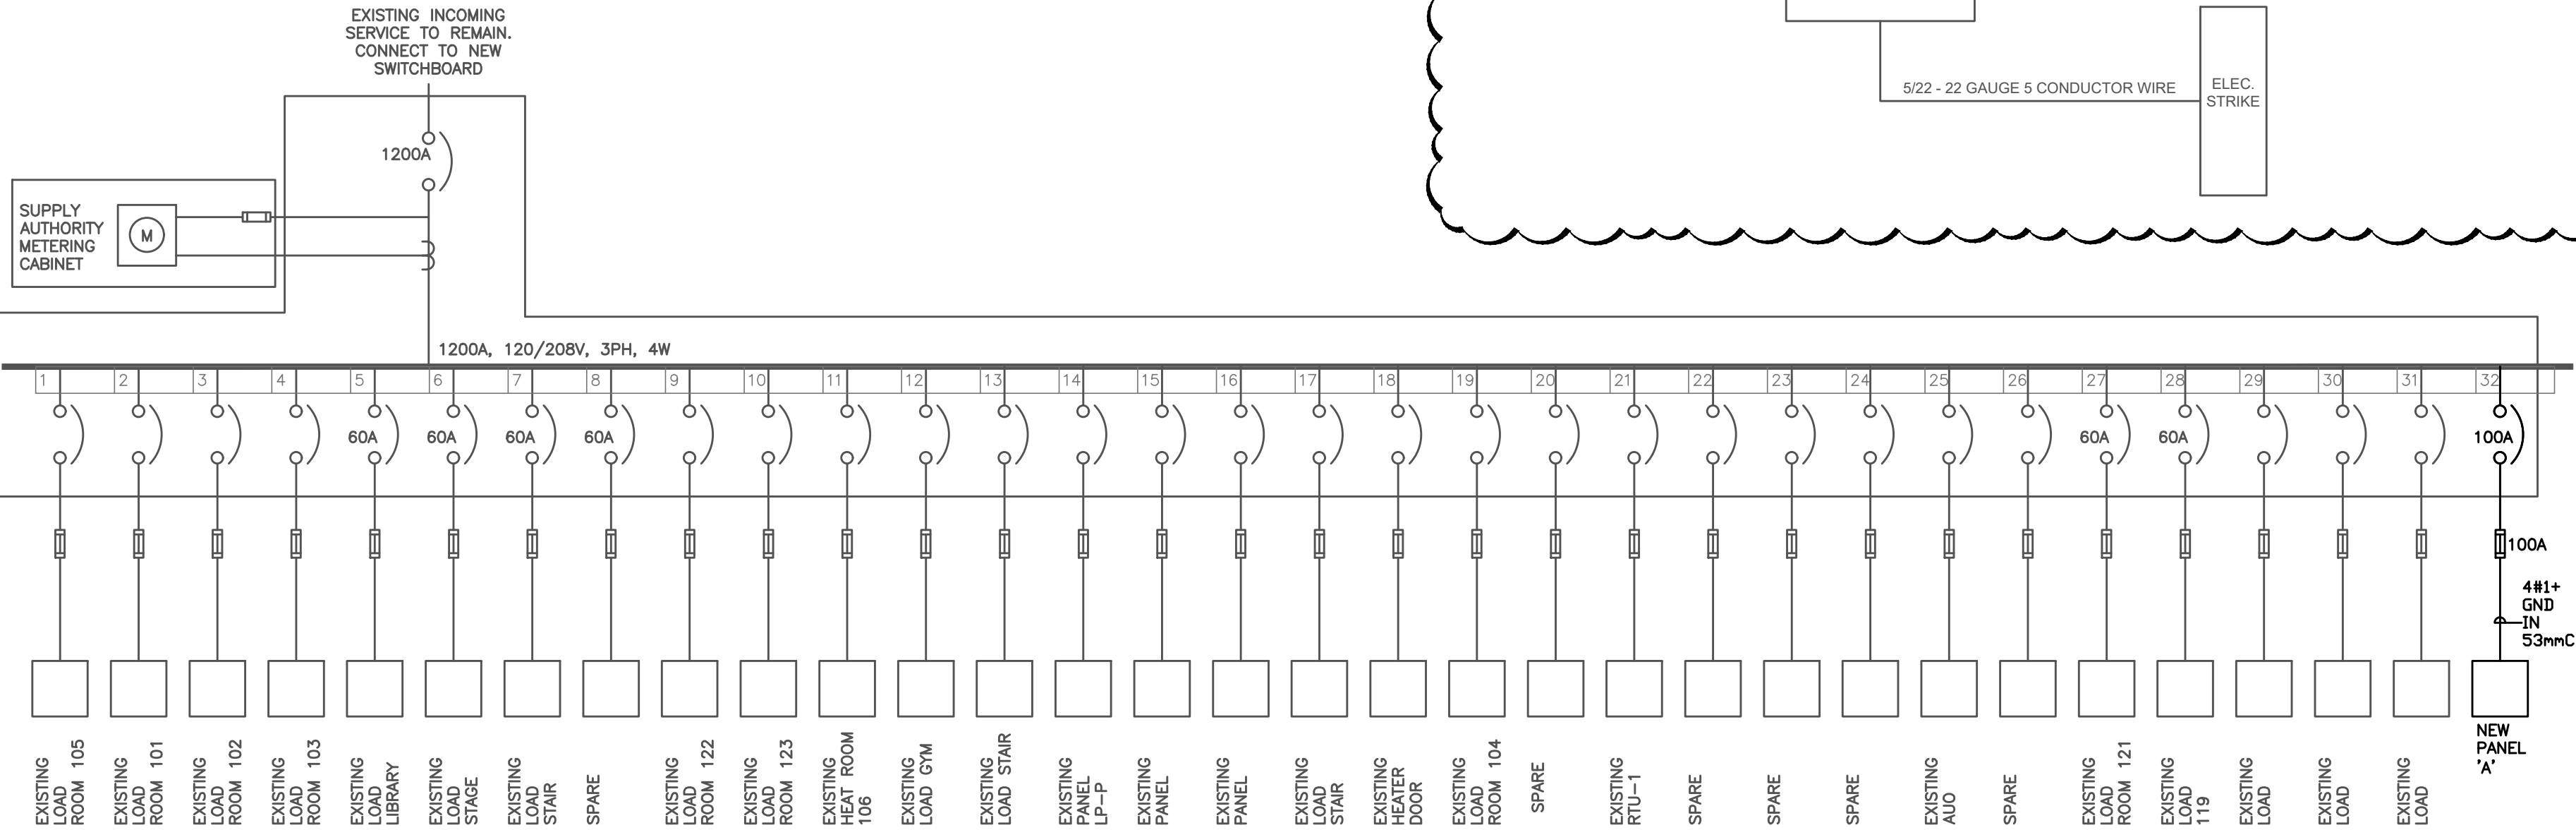 EXISTING INCOMING
SERVICE TO REMAIN.
CONNECT TO NEW
SWITCHBOARD
1200A
SUPPLY
AUTHORITY
METERING
CABINET
M
5/22 - 22 GAUGE 5 CONDUCTOR WIRE
ELEC.
STRIKE
1200A, 120/208V, 3PH, 4W
1 2 3 4 5 6 7 8 9 10 11 12 13 14 15 16 17 18 19 20 21 22 23 24 25 26 27 28 29 30 31 32
60A 60A 60A 60A 60A 60A 100A
100A
4#1+
GND
IN
53mmC
EXISTING
LOAD
ROOM 105
EXISTING
LOAD
ROOM 101
EXISTING
LOAD
ROOM 102
EXISTING
LOAD
ROOM 103
EXISTING
LOAD
LIBRARY
EXISTING
LOAD
STAGE
EXISTING
LOAD
STAIR
SPARE
EXISTING
LOAD
ROOM 122
EXISTING
LOAD
ROOM 123
EXISTING
HEAT ROOM
106
EXISTING
LOAD GYM
EXISTING
LOAD STAIR
EXISTING
PANEL
LP-P
EXISTING
PANEL
EXISTING
PANEL
EXISTING
LOAD
STAIR
EXISTING
HEATER
DOOR
EXISTING
LOAD
ROOM 104
SPARE
EXISTING
RTU-1
SPARE
SPARE
SPARE
EXISTING
AUO
SPARE
EXISTING
LOAD
ROOM 121
EXISTING
LOAD
119
EXISTING
LOAD
EXISTING
LOAD
EXISTING
LOAD
NEW
PANEL
'A'